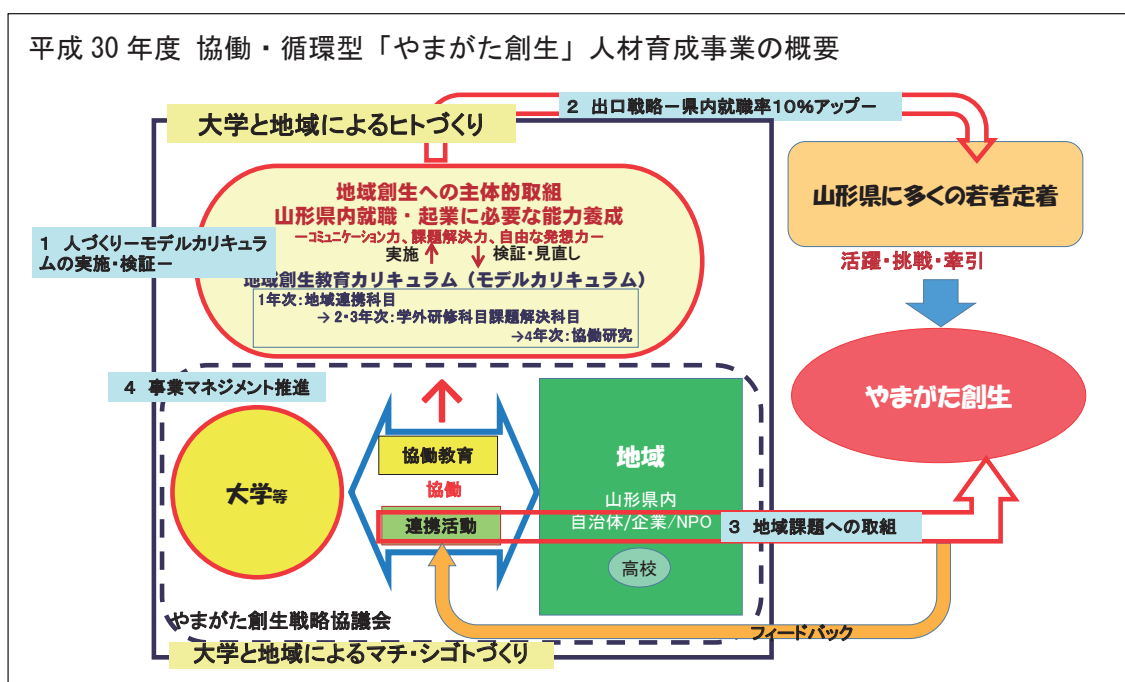 平成 30 年度 協働・循環型「やまがた創生」人材育成事業の概要
2 出口戦略ー県内就職率10%アップー
大学と地域によるヒトづくり
地域創生への主体的取組
山形県内就職・起業に必要な能力養成
ーコミュニケーション力、課題解決力、自由な発想力ー
実施
検証・見直し
地域創生教育カリキュラム（モデルカリキュラム）
1年次：地域連携科目
→ 2・3年次：学外研修科目課題解決科目
→4年次：協働研究
1 人づくりーモデルカリキュラ
ムの実施・検証ー
山形県に多くの若者定着
活躍・挑戦・牽引
やまがた創生
4 事業マネジメント推進
大学等
協働教育
協働
連携活動
地域
山形県内
自治体/企業/NPO
高校
3 地域課題への取組
フィードバック
やまがた創生戦略協議会
大学と地域によるマチ・シゴトづくり